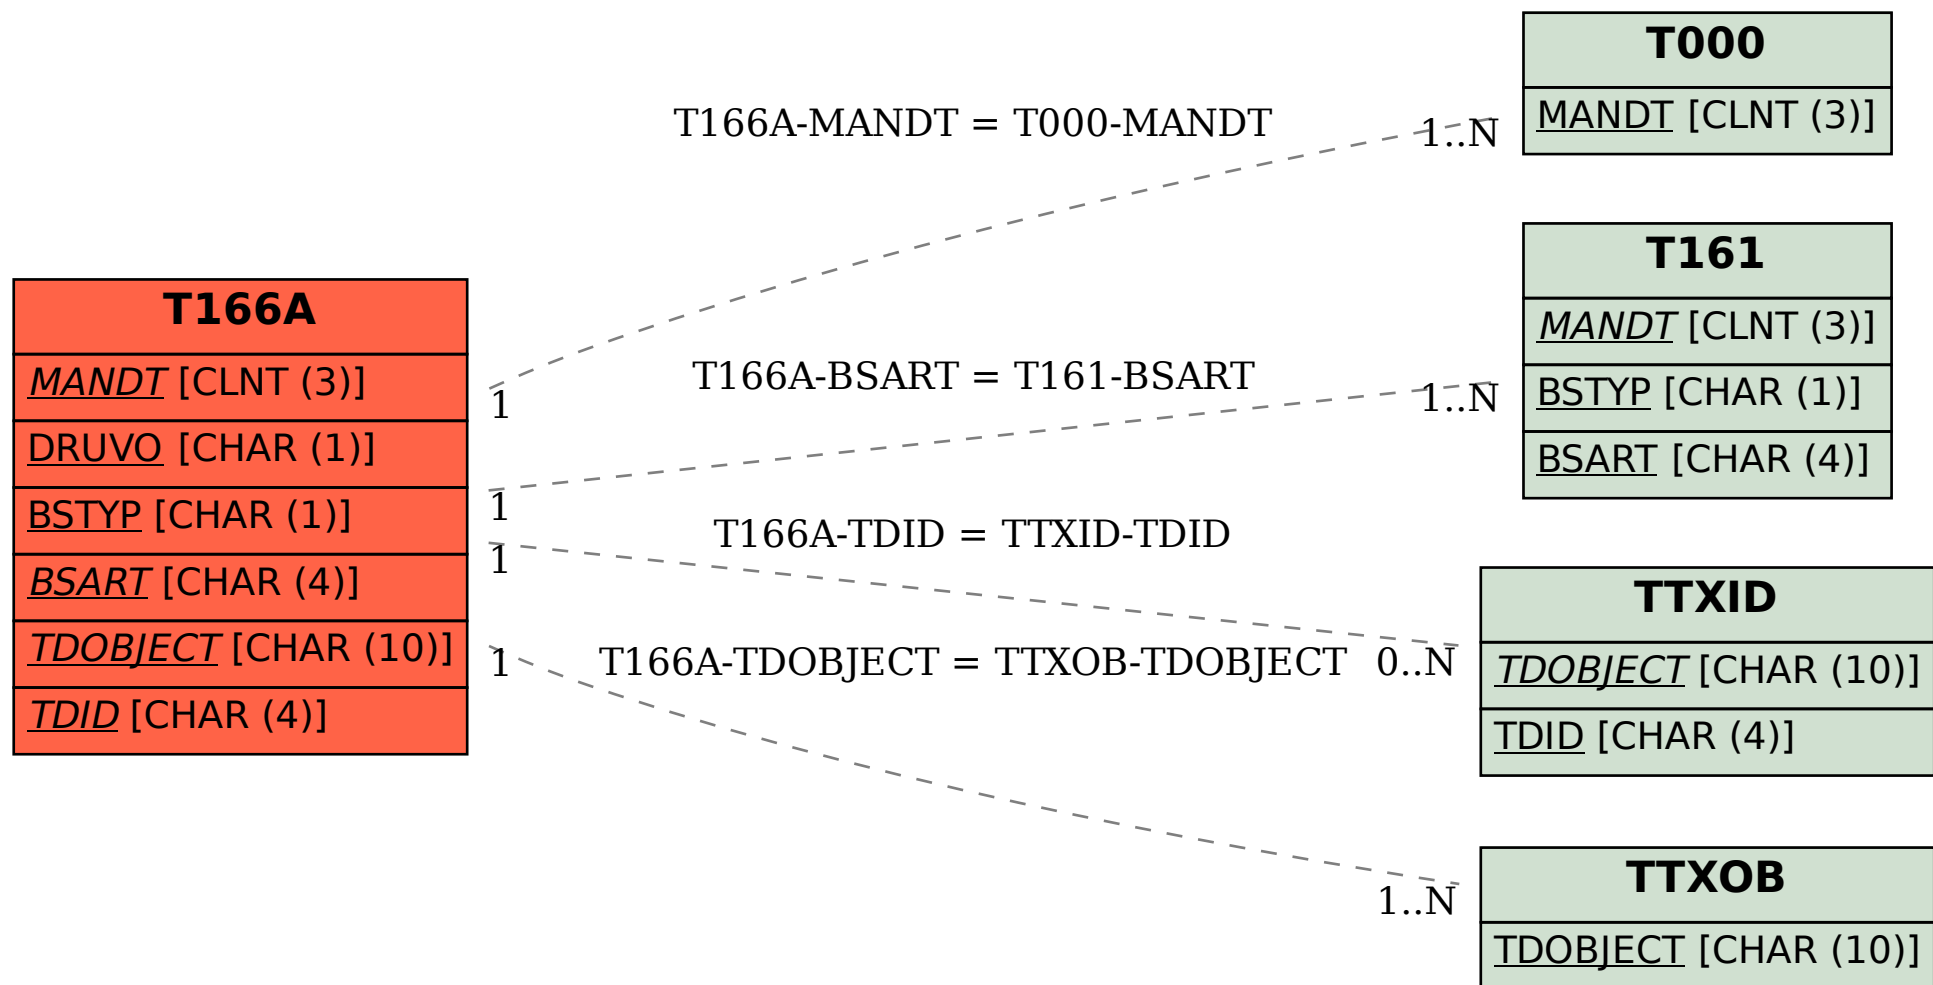 T166A
MANDT [CLNT (3)]
DRUVO [CHAR (1)]
BSTYP [CHAR (1)]
BSART [CHAR (4)]
TDOBJECT [CHAR (10)]
TDID [CHAR (4)]
T166A-MANDT = T000-MANDT
1
1..N
T166A-BSART = T161-BSART
1
1..N
T166A-TDID = TTXID-TDID
1
0..N
T166A-TDOBJECT = TTXOB-TDOBJECT
1
1..N
T000
MANDT [CLNT (3)]
T161
MANDT [CLNT (3)]
BSTYP [CHAR (1)]
BSART [CHAR (4)]
TTXID
TDOBJECT [CHAR (10)]
TDID [CHAR (4)]
TTXOB
TDOBJECT [CHAR (10)]